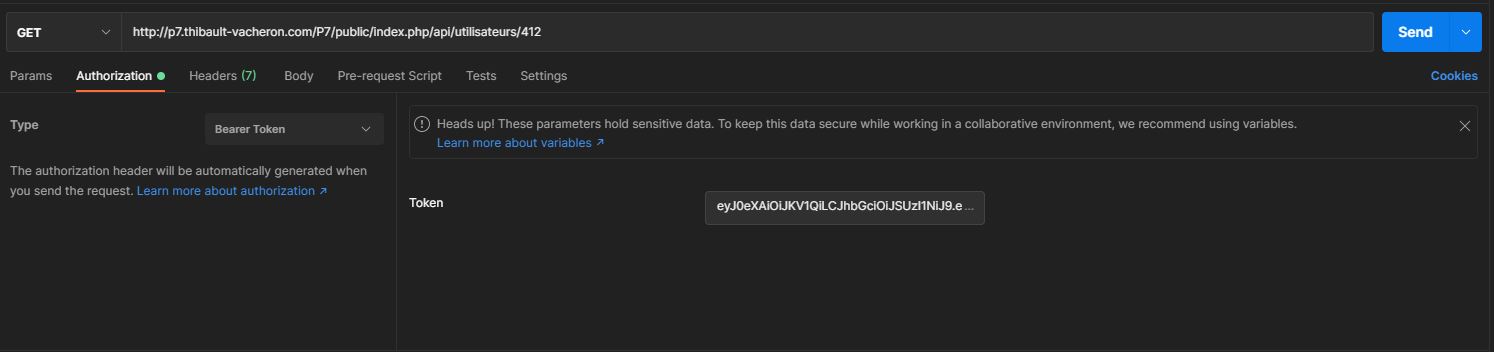 GET
http://p7.thibault-vacheron.com/P7/public/index.php/api/utilisateurs/412
Send
Params
Authorization
Headers (7)
Body
Pre-request Script
Tests
Settings
Cookies
Type
Bearer Token
The authorization header will be automatically generated when
you send the request. Learn more about authorization ↗
Heads up! These parameters hold sensitive data. To keep this data secure while working in a collaborative environment, we recommend using variables.
Learn more about variables ↗
Token
eyJ0eXAiOiJKV1QiLCJhbGciOiJSUzI1NiJ9.e ...